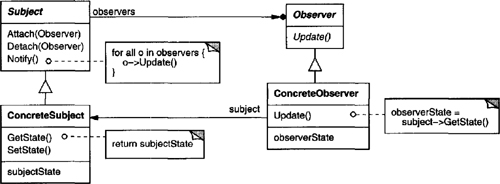 Subject
observers
Observer
Attach(Observer)
Detach(Observer)
Notify()
for all o in observers {
o->Update()
}
Update()
ConcreteSubject
GetState()
SetState()
subjectState
return subjectState
subject
ConcreteObserver
Update()
observerState
observerState =
subject->GetState()